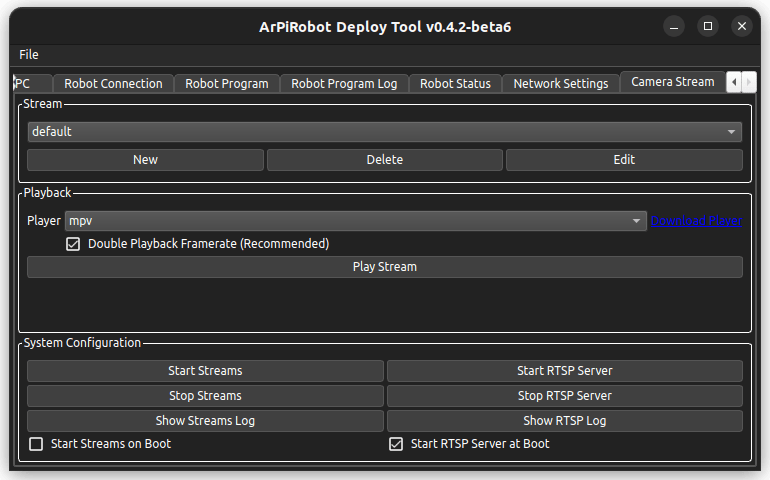 ArPiRobot Deploy Tool v0.4.2-beta6
File
PC Robot Connection Robot Program Robot Program Log Robot Status Network Settings Camera Stream
Stream
default
New Delete Edit
Playback
Player mpv Download Player
Double Playback Framerate (Recommended)
Play Stream
System Configuration
Start Streams Start RTSP Server
Stop Streams Stop RTSP Server
Show Streams Log Show RTSP Log
Start Streams on Boot Start RTSP Server at Boot